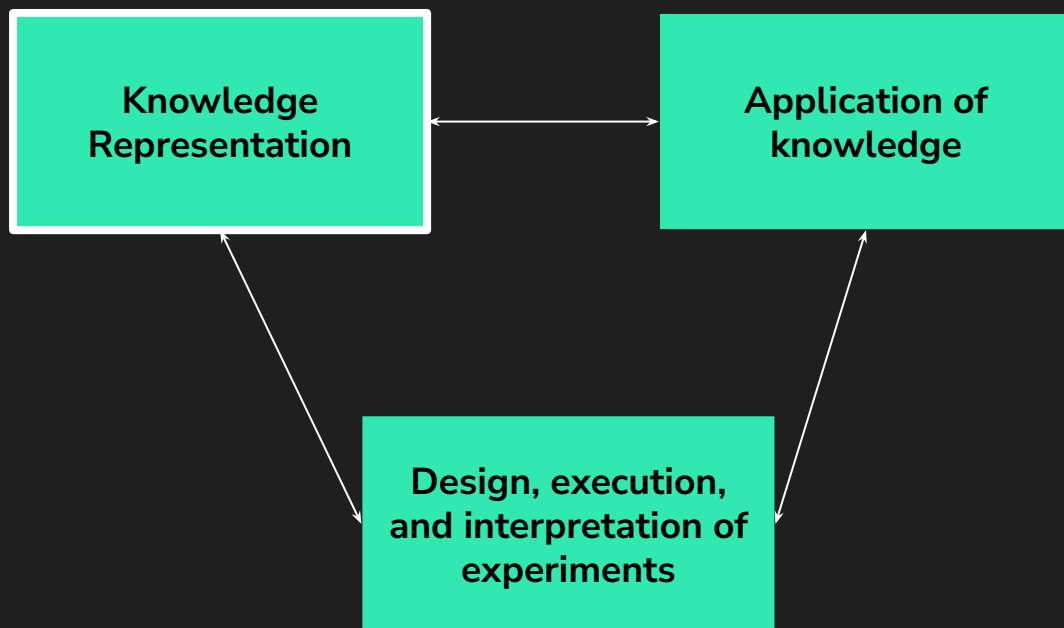 Knowledge
Representation
Application of
knowledge
Design, execution,
and interpretation of
experiments